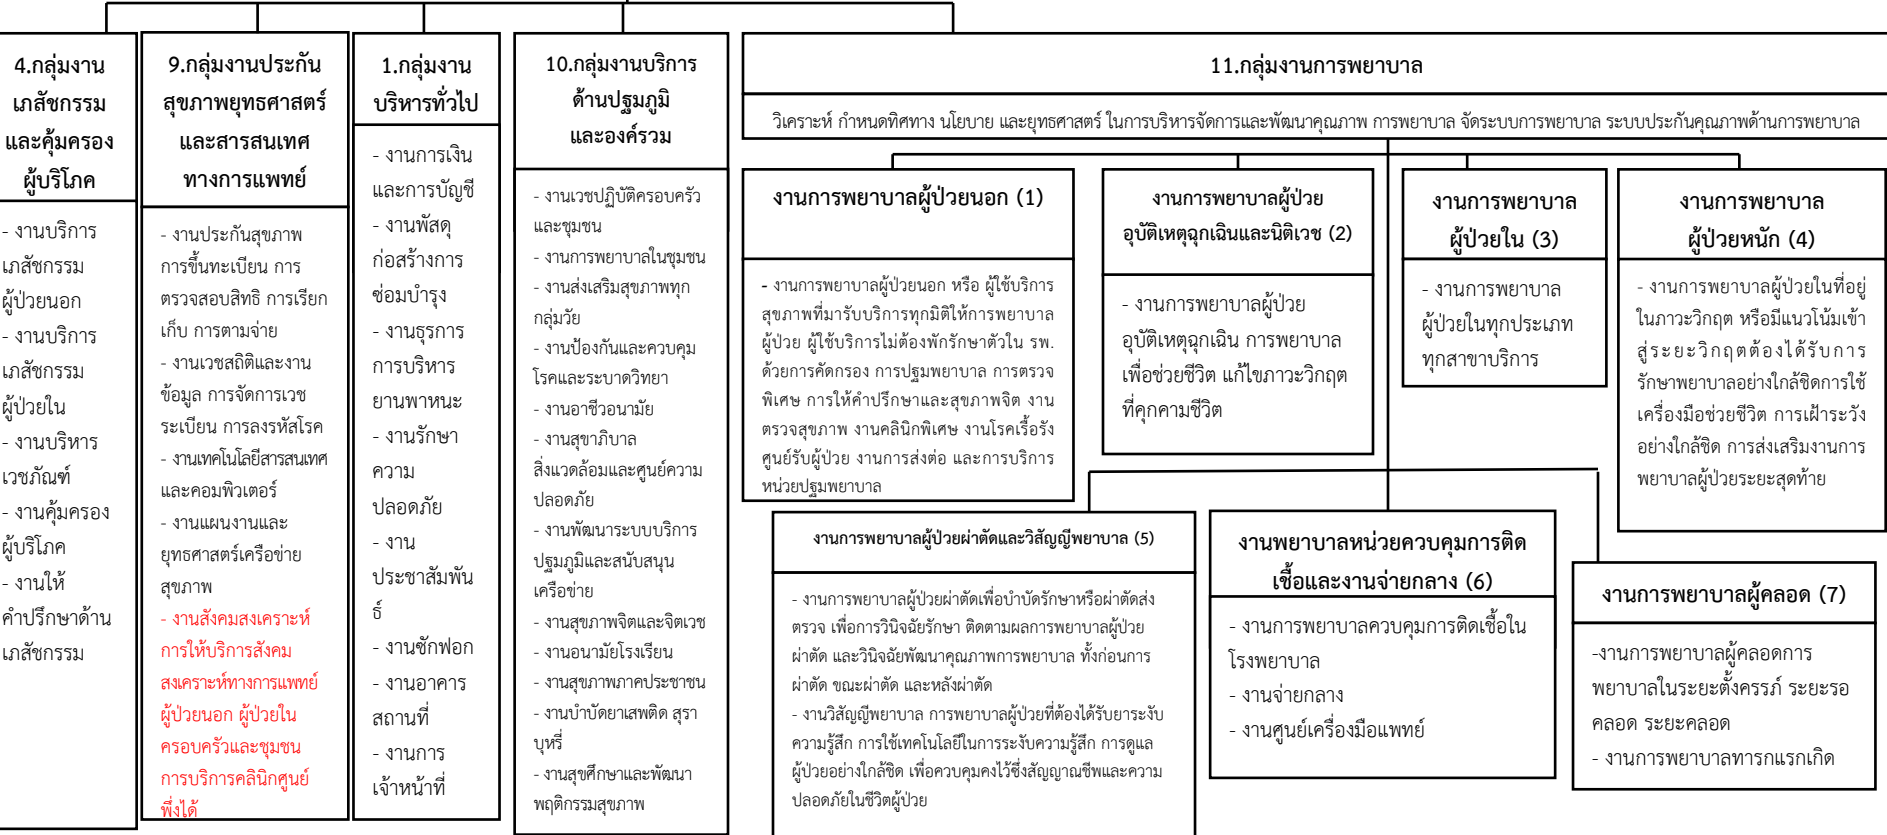 4.กลุ่มงาน
เภสัชกรรม
และคุ้มครอง
ผู้บริโภค
- งานบริการ
เภสัชกรรม
ผู้ป่วยนอก
- งานบริการ
เภสัชกรรม
ผู้ป่วยใน
- งานบริหาร
เวชภัณฑ์
- งานคุ้มครอง
ผู้บริโภค
- งานให้
คำปรึกษาด้าน
เภสัชกรรม
9.กลุ่มงานประกัน
สุขภาพยุทธศาสตร์
และสารสนเทศ
ทางการแพทย์
- งานประกันสุขภาพ
การขึ้นทะเบียน การ
ตรวจสอบสิทธิ การเรียก
เก็บ การตามจ่าย
- งานเวชสถิติและงาน
ข้อมูล การจัดการเวช
ระเบียน การลงรหัสโรค
- งานเทคโนโลยีสารสนเทศ
และคอมพิวเตอร์
- งานแผนงานและ
ยุทธศาสตร์เครือข่าย
สุขภาพ
- งานสังคมสงเคราะห์
การให้บริการสังคม
สงเคราะห์ทางการแพทย์
ผู้ป่วยนอก ผู้ป่วยใน
ครอบครัวและชุมชน
การบริการคลินิกศูนย์
พึ่งได้
1.กลุ่มงาน
บริหารทั่วไป
- งานการเงิน
และการบัญชี
- งานพัสดุ
ก่อสร้างการ
ซ่อมบำรุง
- งานธุรการ
การบริหาร
ยานพาหนะ
- งานรักษา
ความ
ปลอดภัย
- งาน
ประชาสัมพัน
ธ์
- งานซักฟอก
- งานอาคาร
สถานที่
- งานการ
เจ้าหน้าที่
10.กลุ่มงานบริการ
ด้านปฐมภูมิ
และองค์รวม
- งานเวชปฏิบัติครอบครัว
และชุมชน
- งานการพยาบาลในชุมชน
- งานส่งเสริมสุขภาพทุก
กลุ่มวัย
- งานป้องกันและควบคุม
โรคและระบาดวิทยา
- งานอาชีวอนามัย
- งานสุขาภิบาล
สิ่งแวดล้อมและศูนย์ความ
ปลอดภัย
- งานพัฒนาระบบบริการ
ปฐมภูมิและสนับสนุน
เครือข่าย
- งานสุขภาพจิตและจิตเวช
- งานอนามัยโรงเรียน
- งานสุขภาพภาคประชาชน
- งานบำบัดยาเสพติด สุรา
บุหรี่
- งานสุขศึกษาและพัฒนา
พฤติกรรมสุขภาพ
11.กลุ่มงานการพยาบาล
วิเคราะห์ กำหนดทิศทาง นโยบาย และยุทธศาสตร์ ในการบริหารจัดการและพัฒนาคุณภาพ การพยาบาล จัดระบบการพยาบาล ระบบประกันคุณภาพด้านการพยาบาล
งานการพยาบาลผู้ป่วยนอก (1)
- งานการพยาบาลผู้ป่วยนอก หรือ ผู้ใช้บริการ
สุขภาพที่มารับบริการทุกมิติให้การพยาบาล
ผู้ป่วย ผู้ใช้บริการไม่ต้องพักรักษาตัวใน รพ.
ด้วยการคัดกรอง การปฐมพยาบาล การตรวจ
พิเศษ การให้คำปรึกษาและสุขภาพจิต งาน
ตรวจสุขภาพ งานคลินิกพิเศษ งานโรคเรื้อรัง
ศูนย์รับผู้ป่วย งานการส่งต่อ และการบริการ
หน่วยปฐมพยาบาล
งานการพยาบาลผู้ป่วย
อุบัติเหตุฉุกเฉินและนิติเวช (2)
- งานการพยาบาลผู้ป่วย
อุบัติเหตุฉุกเฉิน การพยาบาล
เพื่อช่วยชีวิต แก้ไขภาวะวิกฤต
ที่คุกคามชีวิต
งานการพยาบาล
ผู้ป่วยใน (3)
- งานการพยาบาล
ผู้ป่วยในทุกประเภท
ทุกสาขาบริการ
งานการพยาบาล
ผู้ป่วยหนัก (4)
- งานการพยาบาลผู้ป่วยในที่อยู่
ในภาวะวิกฤต หรือมีแนวโน้มเข้า
สู่ระยะวิกฤตต้องได้รับการ
รักษาพยาบาลอย่างใกล้ชิดการใช้
เครื่องมือช่วยชีวิต การเฝ้าระวัง
อย่างใกล้ชิด การส่งเสริมงานการ
พยาบาลผู้ป่วยระยะสุดท้าย
งานการพยาบาลผู้ป่วยผ่าตัดและวิสัญญีพยาบาล (5)
- งานการพยาบาลผู้ป่วยผ่าตัดเพื่อบำบัดรักษาหรือผ่าตัดส่ง
ตรวจ เพื่อการวินิจฉัยรักษา ติดตามผลการพยาบาลผู้ป่วย
ผ่าตัด และวินิจฉัยพัฒนาคุณภาพการพยาบาล ทั้งก่อนการ
ผ่าตัด ขณะผ่าตัด และหลังผ่าตัด
- งานวิสัญญีพยาบาล การพยาบาลผู้ป่วยที่ต้องได้รับยาระงับ
ความรู้สึก การใช้เทคโนโลยีในการระงับความรู้สึก การดูแล
ผู้ป่วยอย่างใกล้ชิด เพื่อควบคุมคงไว้ซึ่งสัญญาณชีพและความ
ปลอดภัยในชีวิตผู้ป่วย
งานพยาบาลหน่วยควบคุมการติด
เชื้อและงานจ่ายกลาง (6)
- งานการพยาบาลควบคุมการติดเชื้อใน
โรงพยาบาล
- งานจ่ายกลาง
- งานศูนย์เครื่องมือแพทย์
งานการพยาบาลผู้คลอด (7)
-งานการพยาบาลผู้คลอดการ
พยาบาลในระยะตั้งครรภ์ ระยะรอ
คลอด ระยะคลอด
- งานการพยาบาลทารกแรกเกิด